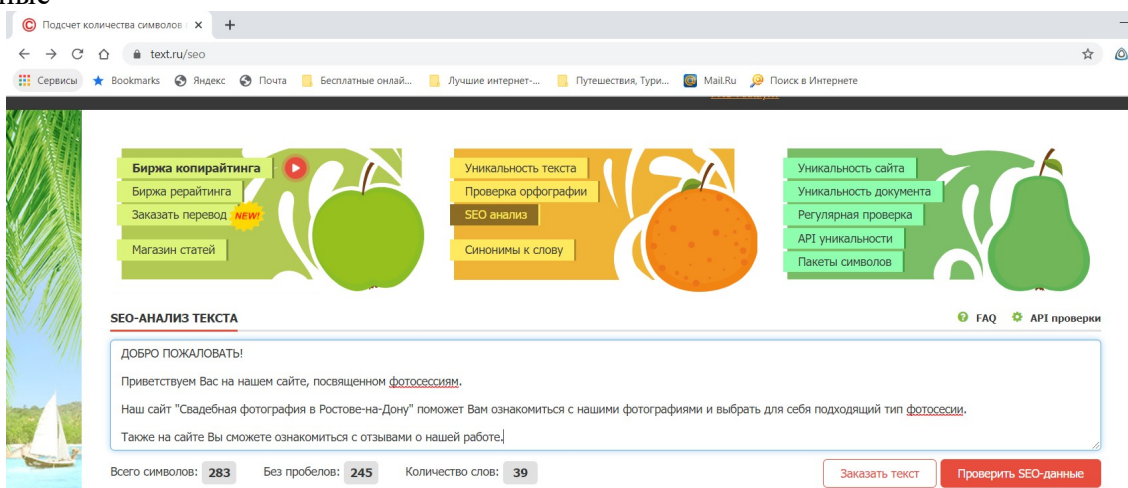 Подсчет количества символов
text.ru/seo
Сервисы Bookmarks Яндекс Почта Бесплатные онлай... Лучшие интернет-... Путешествия, Тури... Mail.Ru Поиск в Интернете
Биржа копирайтинга
Биржа рерайтинга
Заказать перевод NEW!
Магазин статей
Уникальность текста
Проверка орфографии
SEO анализ
Синонимы к слову
Уникальность сайта
Уникальность документа
Регулярная проверка
API уникальности
Пакеты символов
SEO-АНАЛИЗ ТЕКСТА
FAQ API проверки
ДОБРО ПОЖАЛОВАТЬ!
Приветствуем Вас на нашем сайте, посвященном фотосессиям.
Наш сайт "Свадебная фотография в Ростове-на-Дону" поможет Вам ознакомиться с нашими фотографиями и выбрать для себя подходящий тип фотосесии.
Также на сайте Вы сможете ознакомиться с отзывами о нашей работе.
Всего символов: 283 Без пробелов: 245 Количество слов: 39
Заказать текст Проверить SEO-данные